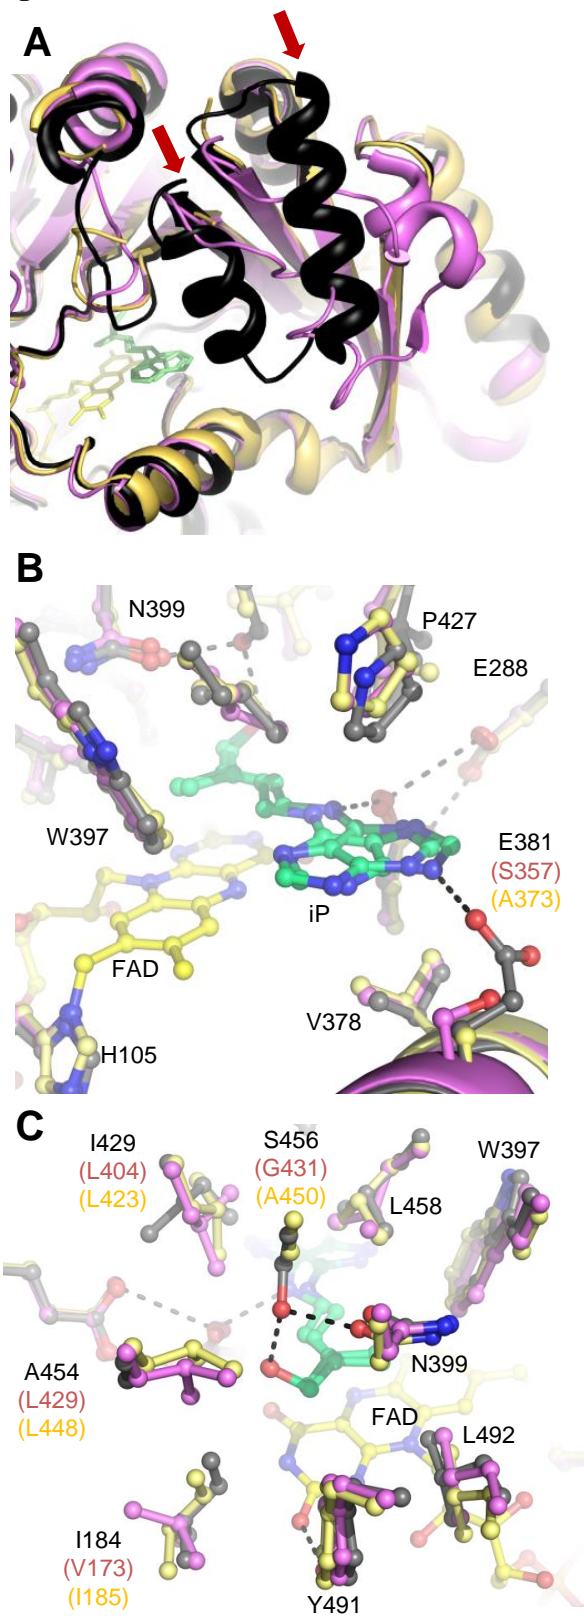 A
B
N399
P427
E288
W397
E381
(S357)
(A373)
iP
FAD
V378
H105
C
I429
(L404)
(L423)
S456
(G431)
(A450)
W397
L458
A454
(L429)
(L448)
N399
FAD
L492
I184
(V173)
(I185)
Y491